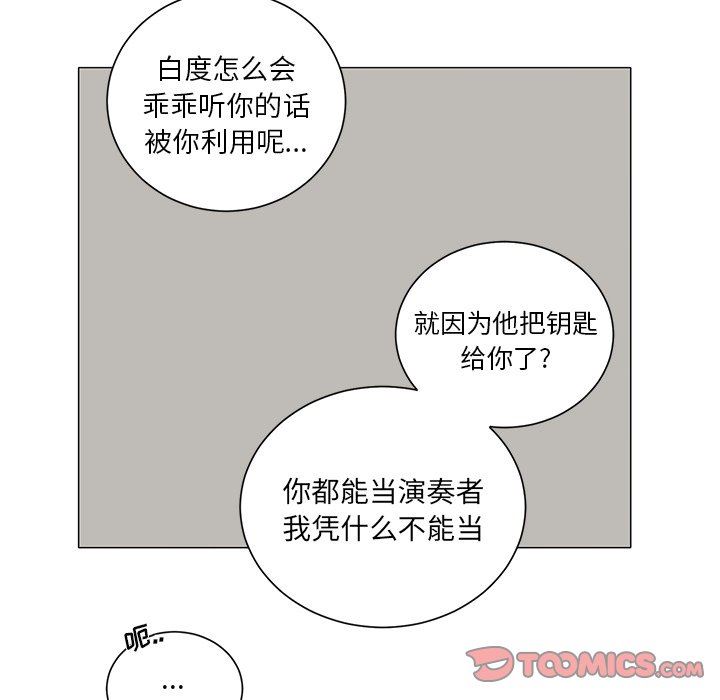 白度怎么会
乖乖听你的话
被你利用呢...
就因为他把钥匙
给你了?
你都能当演奏者
我凭什么不能当
呃..
...
TOOMICS.COM